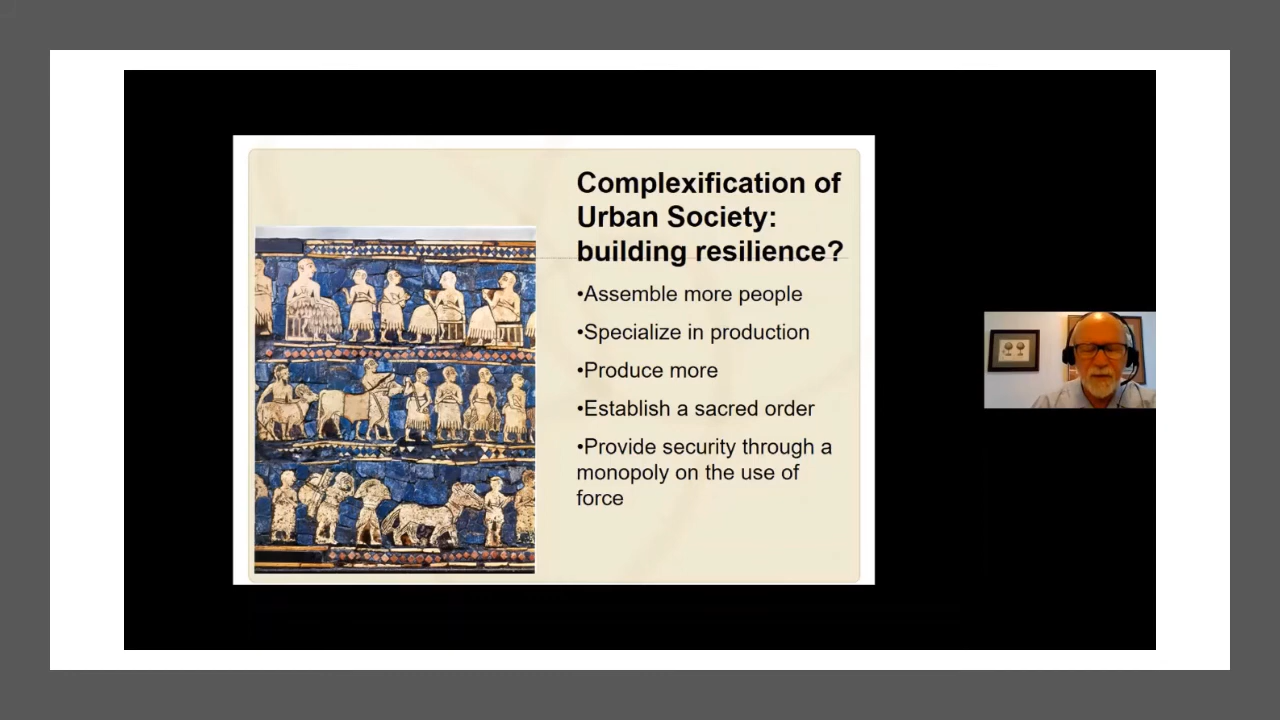 Complexification of
Urban Society:
building resilience?
•Assemble more people
•Specialize in production
•Produce more
•Establish a sacred order
•Provide security through a
monopoly on the use of
force